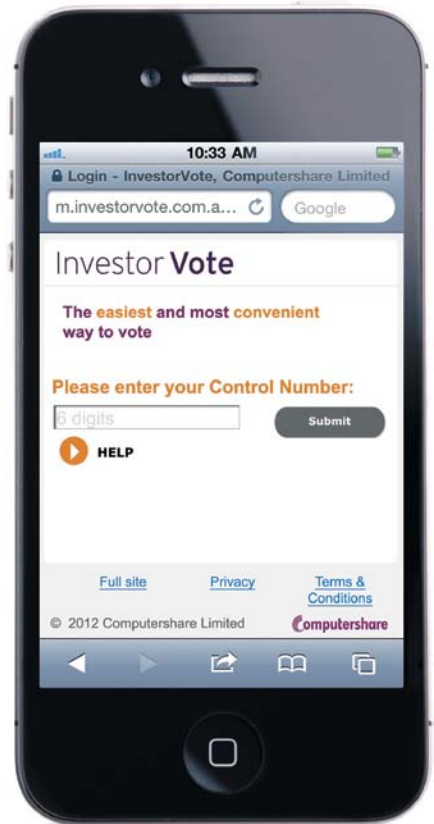 10:33 AM
Login - InvestorVote, Computershare Limited
m.investorvote.com.a... Google
Investor Vote
The easiest and most convenient
way to vote
Please enter your Control Number:
6 digits Submit
HELP
Full site Privacy Terms &
Conditions
© 2012 Computershare Limited Computershare